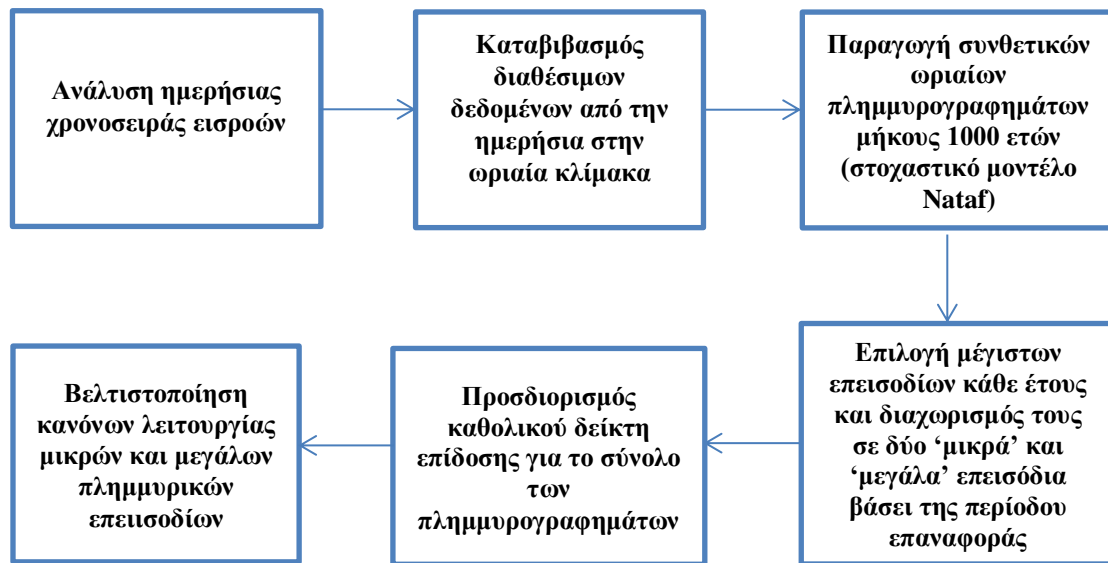 Ανάλυση ημερήσιας
χρονοσειράς εισροών
Καταβιβασμός
διαθέσιμων
δεδομένων από την
ημερήσια στην
ωριαία κλίμακα
Παραγωγή συνθετικών
ωριαίων
πλημμυρογραφημάτων
μήκους 1000 ετών
(στοχαστικό μοντέλο
Nataf)
Επιλογή μέγιστων
επεισοδίων κάθε έτους
και διαχωρισμός τους
σε δύο ‘μικρά’ και
‘μεγάλα’ επεισόδια
βάσει της περίοδου
επαναφοράς
Προσδιορισμός
καθολικού δείκτη
επίδοσης για το σύνολο
των
πλημμυρογραφημάτων
Βελτιστοποίηση
κανόνων λειτουργίας
μικρών και μεγάλων
πλημμυρικών
επειισοδίων